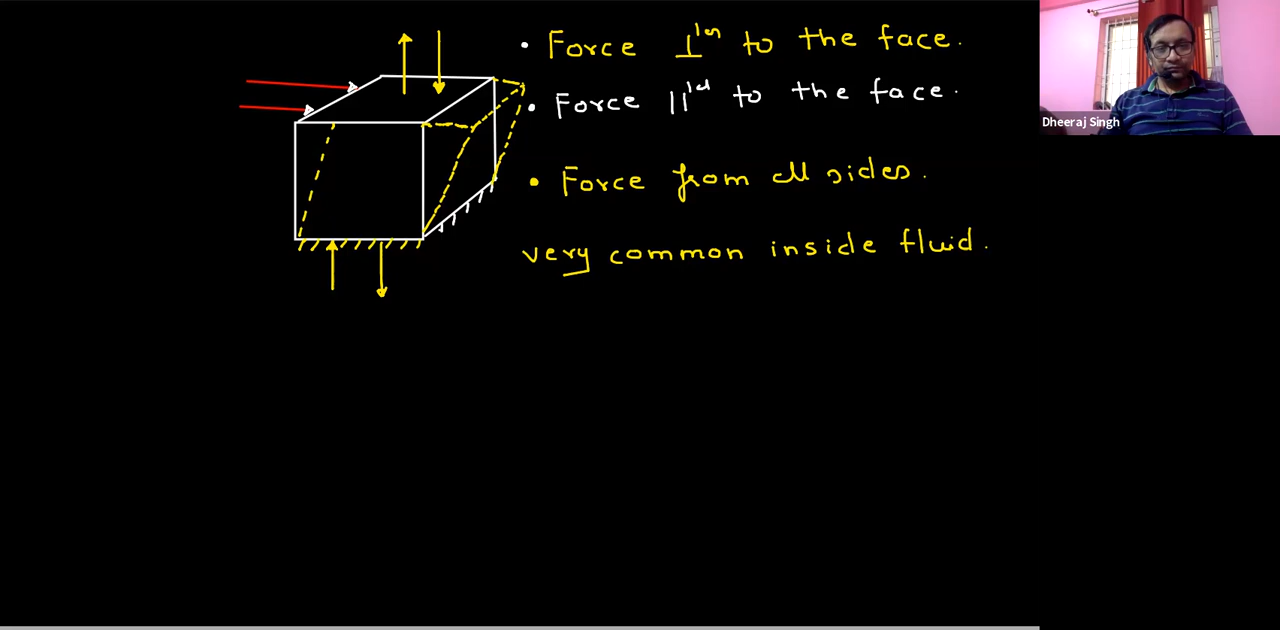 • Force ⊥lar to the face.
• Force ||lel to the face.
Dheeraj Singh
• Force from all sides.
very common inside fluid.